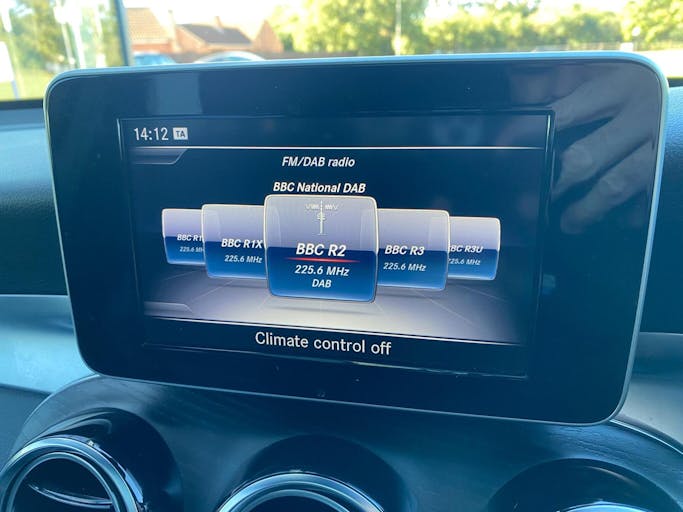 14:12 TA
FM/DAB radio
BBC National DAB
BBC R1
225.6 MHz
BBC R1X
225.6 MHz
BBC R2
225.6 MHz
DAB
BBC R3
225.6 MHz
BBC R3U
225.6 MHz
Climate control off